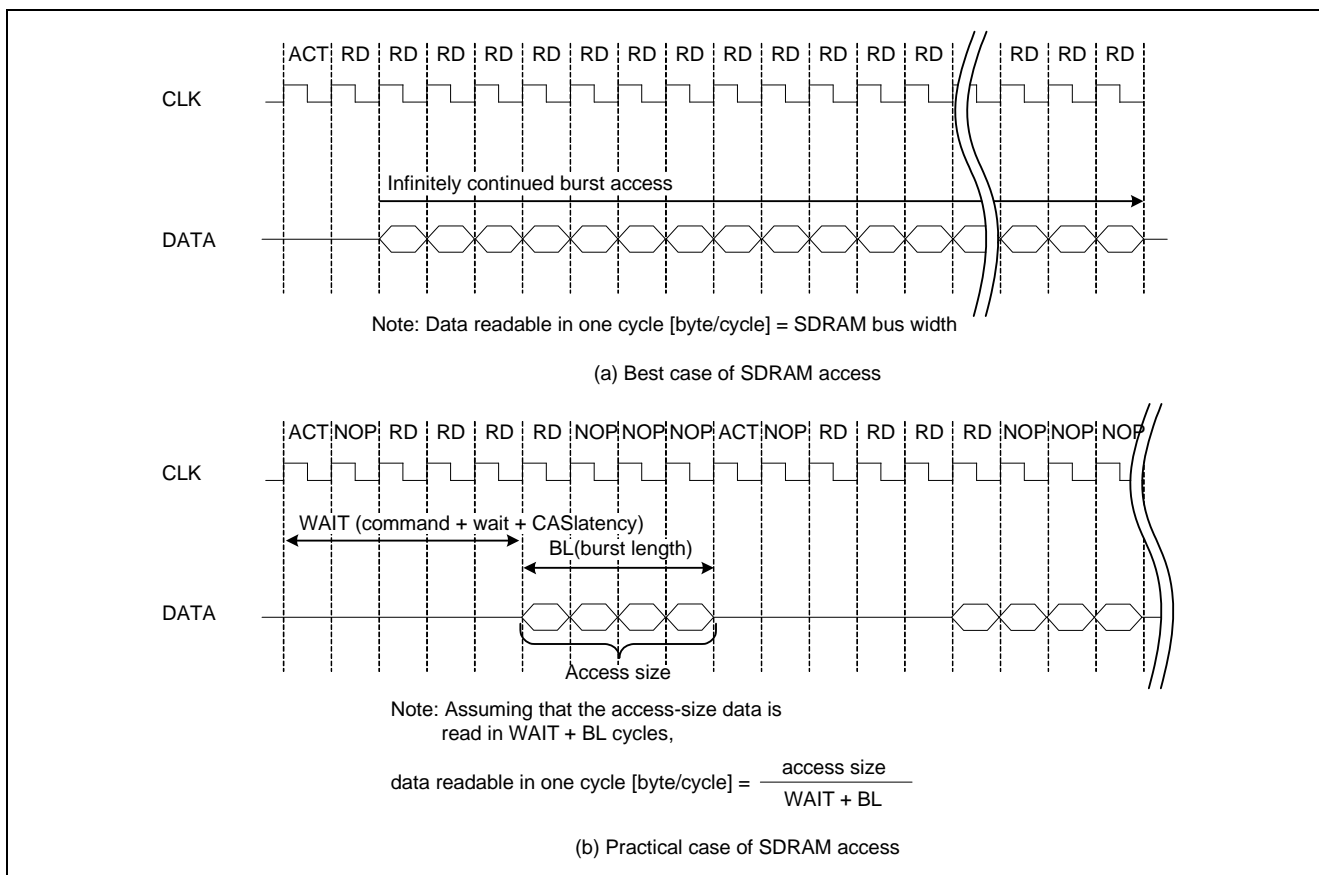 ACT RD RD RD RD RD RD RD RD RD RD RD RD RD RD RD RD
CLK
Infinitely continued burst access
DATA
Note: Data readable in one cycle [byte/cycle] = SDRAM bus width
(a) Best case of SDRAM access
ACT NOP RD RD RD RD NOP NOP NOP ACT NOP RD RD RD RD NOP NOP NOP
CLK
WAIT (command + wait + CASlatency)
BL(burst length)
DATA
Access size
Note: Assuming that the access-size data is
read in WAIT + BL cycles,
data readable in one cycle [byte/cycle] = access size
WAIT + BL
(b) Practical case of SDRAM access